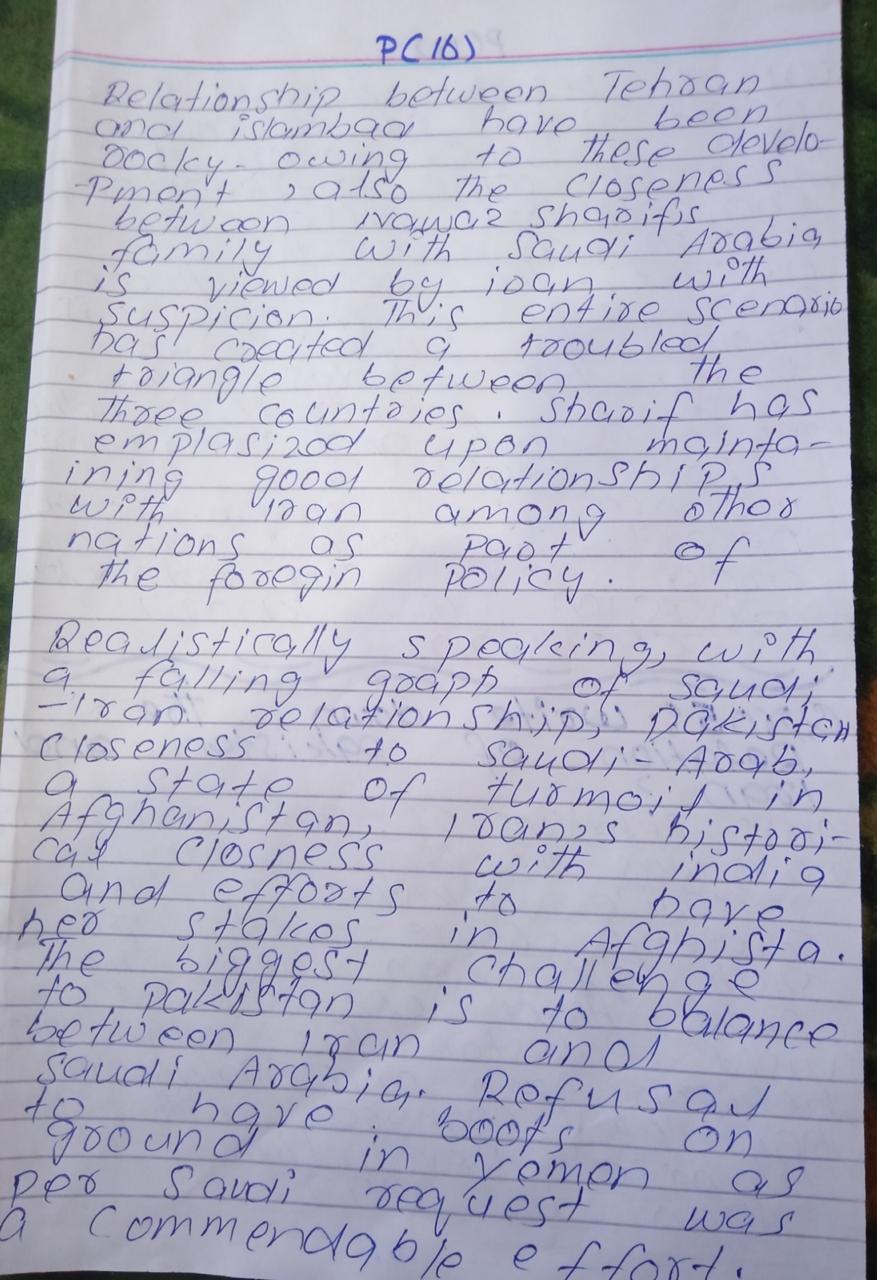 PC(6)
Relationship between Tehran
and islambad have been
rocky. owing to these develo-
pment, also the closeness
between Nawaz sharifs
family with Saudi Arabia
is viewed by iran with
suspicion. This entire scenario
has created a troubled
triangle between the
three countries. Sharif has
emplasized upon mainta-
ining good relationships
with iran among other
nations as part of
the foregin policy.
Realistically speaking, with
a falling graph of saudi
-Iran relationship, pakistan
closeness to saudi-Arab,
a state of turmoil in
Afghanistan, Iran,s histori-
cal closness with india
and efforts to have
her stakes in Afghista.
The biggest challenge
to pakistan is to balance
between Iran and
Saudi Arabia. Refusal
to have boots on
ground in yemen as
per saudi request was
a commendable effort.